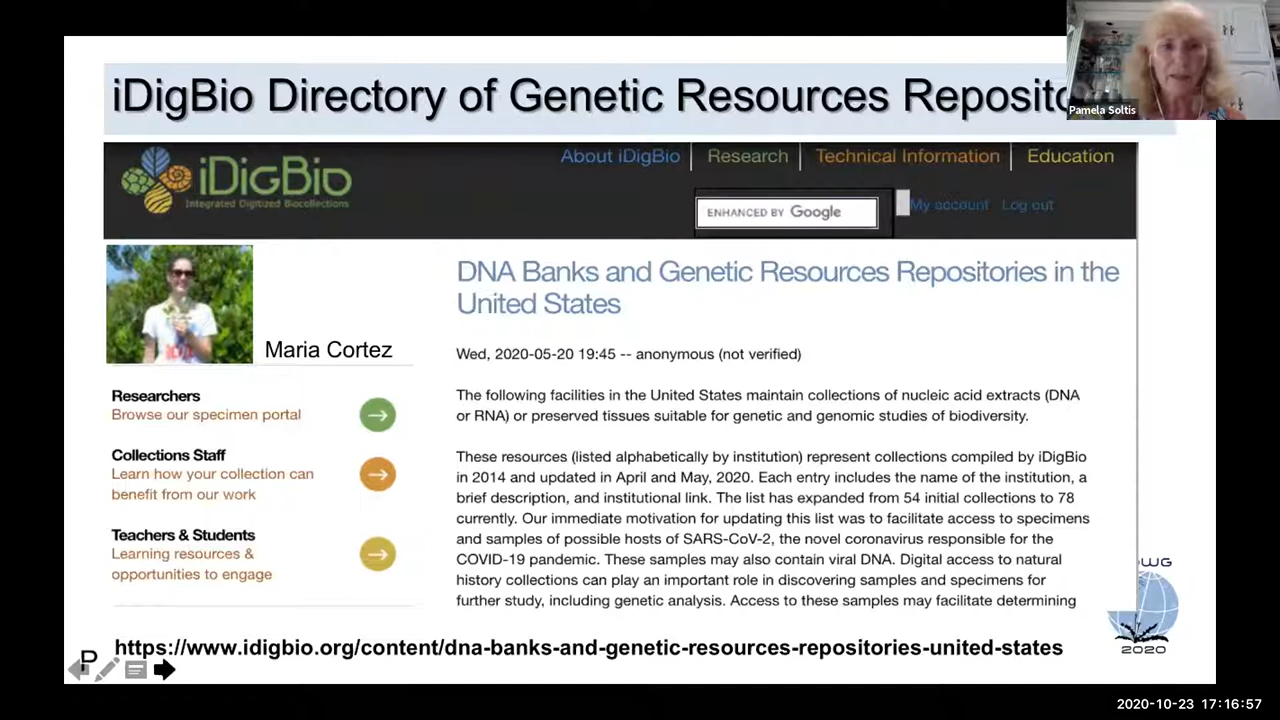 iDigBio Directory of Genetic Resources Reposito
Pamela Soltis
iDigBio
Integrated Digitized Biocollections
About iDigBio
Research
Technical Information
Education
ENHANCED BY Google
My account
Log out
Maria Cortez
DNA Banks and Genetic Resources Repositories in the
United States
Wed, 2020-05-20 19:45 -- anonymous (not verified)
The following facilities in the United States maintain collections of nucleic acid extracts (DNA
or RNA) or preserved tissues suitable for genetic and genomic studies of biodiversity.
These resources (listed alphabetically by institution) represent collections compiled by iDigBio
in 2014 and updated in April and May, 2020. Each entry includes the name of the institution, a
brief description, and institutional link. The list has expanded from 54 initial collections to 78
currently. Our immediate motivation for updating this list was to facilitate access to specimens
and samples of possible hosts of SARS-CoV-2, the novel coronavirus responsible for the
COVID-19 pandemic. These samples may also contain viral DNA. Digital access to natural
history collections can play an important role in discovering samples and specimens for
further study, including genetic analysis. Access to these samples may facilitate determining
Researchers
Browse our specimen portal
Collections Staff
Learn how your collection can
benefit from our work
Teachers & Students
Learning resources &
opportunities to engage
WG
2020
https://www.idigbio.org/content/dna-banks-and-genetic-resources-repositories-united-states
P
2020-10-23 17:16:57